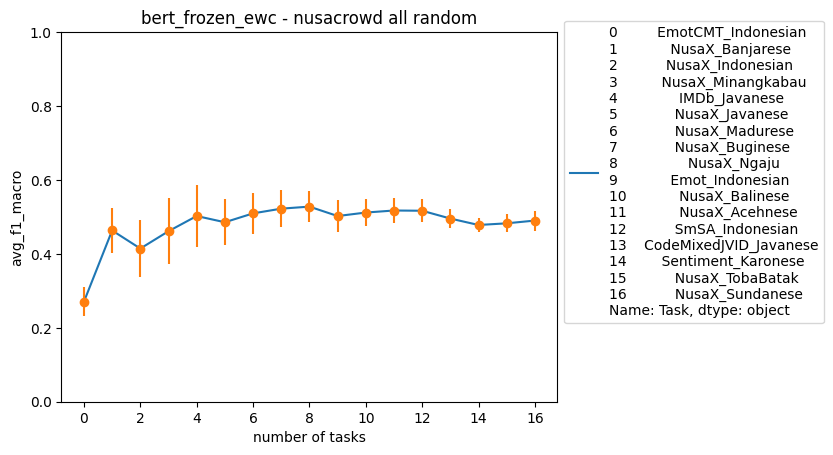 bert_frozen_ewc - nusacrowd all random
1.0
0.8
0.6
0.4
0.2
0.0
avg_f1_macro
0 2 4 6 8 10 12 14 16
number of tasks
0 EmotCMT_Indonesian
1 NusaX_Banjarese
2 NusaX_Indonesian
3 NusaX_Minangkabau
4 IMDb_Javanese
5 NusaX_Javanese
6 NusaX_Madurese
7 NusaX_Buginese
8 NusaX_Ngaju
9 Emot_Indonesian
10 NusaX_Balinese
11 NusaX_Acehnese
12 SmSA_Indonesian
13 CodeMixedJVID_Javanese
14 Sentiment_Karonese
15 NusaX_TobaBatak
16 NusaX_Sundanese
Name: Task, dtype: object